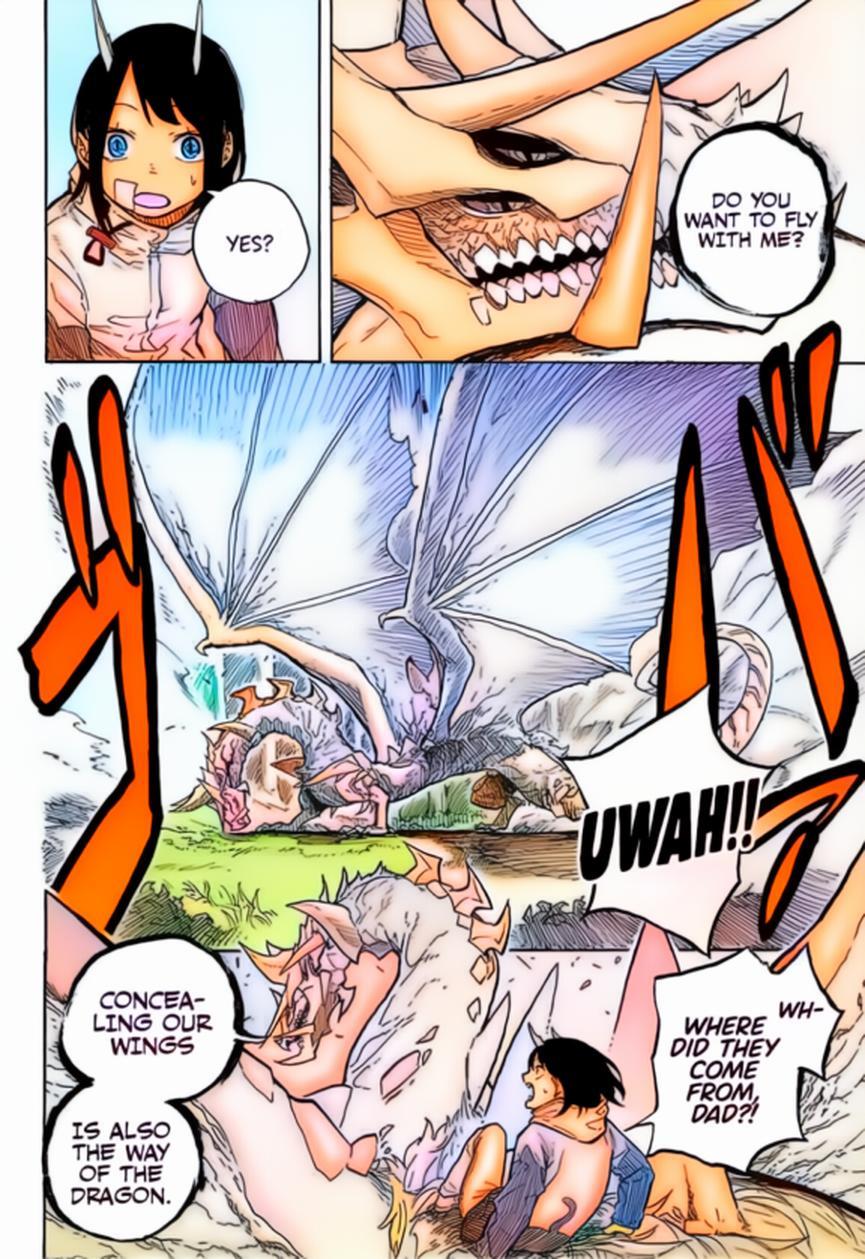 DO YOU
WANT TO FLY
WITH ME?
YES?
バ
UWAH!!
WH-
WHERE
DID THEY
COME
FROM,
DAD?!
CONCEA-
LING OUR
WINGS
IS ALSO
THE WAY
OF THE
DRAGON.